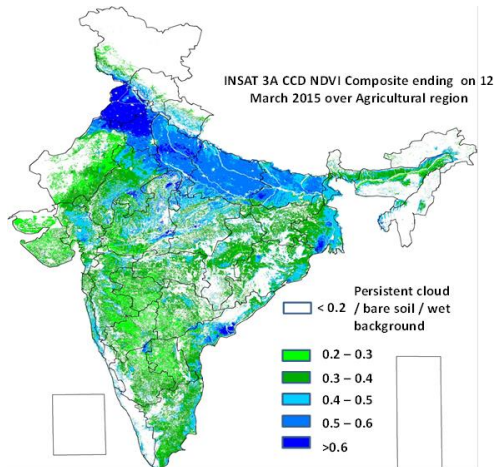 INSAT 3A CCD NDVI Composite ending on 12
March 2015 over Agricultural region
Persistent cloud
< 0.2 / bare soil / wet
background
0.2 – 0.3
0.3 – 0.4
0.4 – 0.5
0.5 – 0.6
>0.6